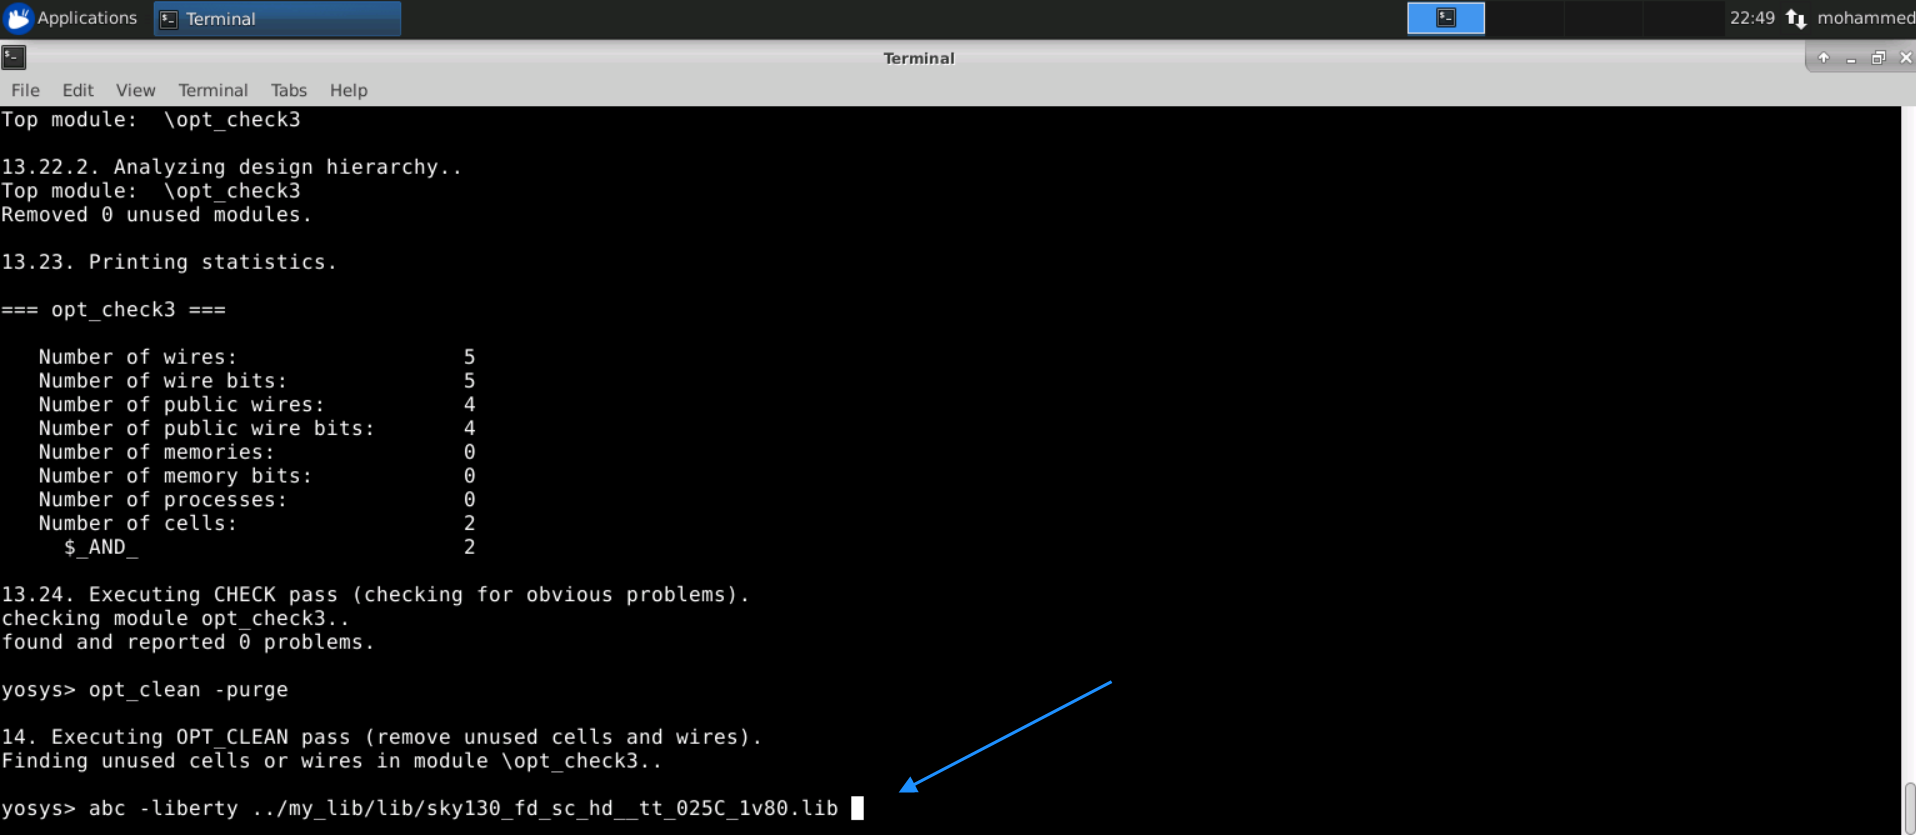 Applications Terminal 22:49 mohammed
Terminal
File Edit View Terminal Tabs Help
Top module:  \opt_check3
13.22.2. Analyzing design hierarchy..
Top module:  \opt_check3
Removed 0 unused modules.
13.23. Printing statistics.
=== opt_check3 ===
Number of wires: 5
Number of wire bits: 5
Number of public wires: 4
Number of public wire bits: 4
Number of memories: 0
Number of memory bits: 0
Number of processes: 0
Number of cells: 2
$_AND_ 2
13.24. Executing CHECK pass (checking for obvious problems).
checking module opt_check3..
found and reported 0 problems.
yosys> opt_clean -purge
14. Executing OPT_CLEAN pass (remove unused cells and wires).
Finding unused cells or wires in module \opt_check3..
yosys> abc -liberty ../my_lib/lib/sky130_fd_sc_hd__tt_025C_1v80.lib